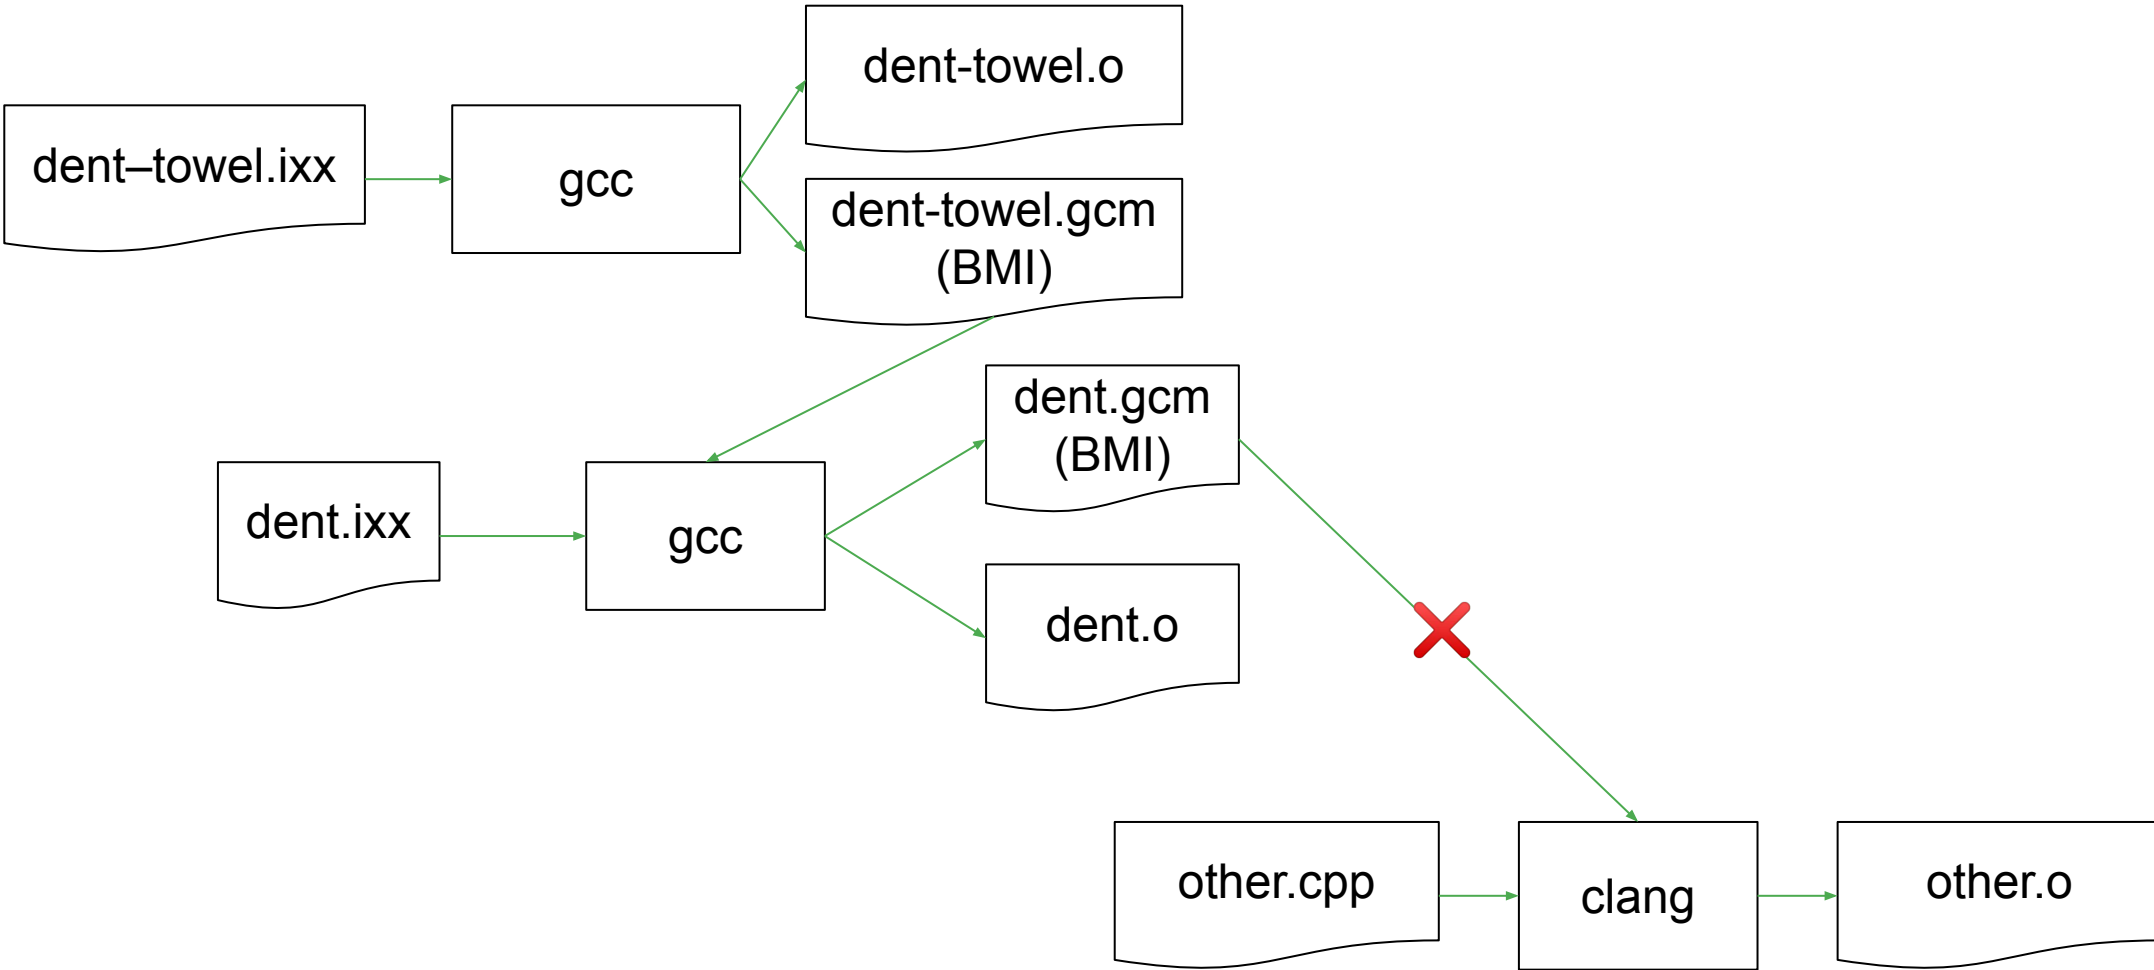 dent-towel.o
dent–towel.ixx
gcc
dent-towel.gcm
(BMI)
dent.gcm
(BMI)
dent.ixx
gcc
dent.o
other.cpp
clang
other.o